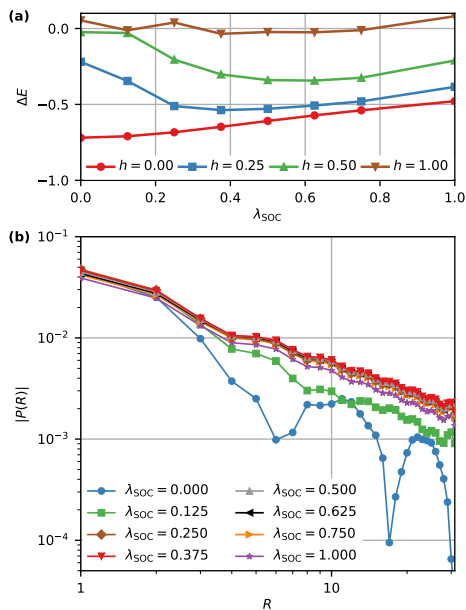 (a)
0.0
−0.5
−1.0
ΔE
h = 0.00
h = 0.25
h = 0.50
h = 1.00
0.0
0.2
0.4
0.6
0.8
1.0
λSOC
(b)
10⁻¹
10⁻²
10⁻³
10⁻⁴
|P(R)|
λSOC = 0.000
λSOC = 0.125
λSOC = 0.250
λSOC = 0.375
λSOC = 0.500
λSOC = 0.625
λSOC = 0.750
λSOC = 1.000
1
10
R